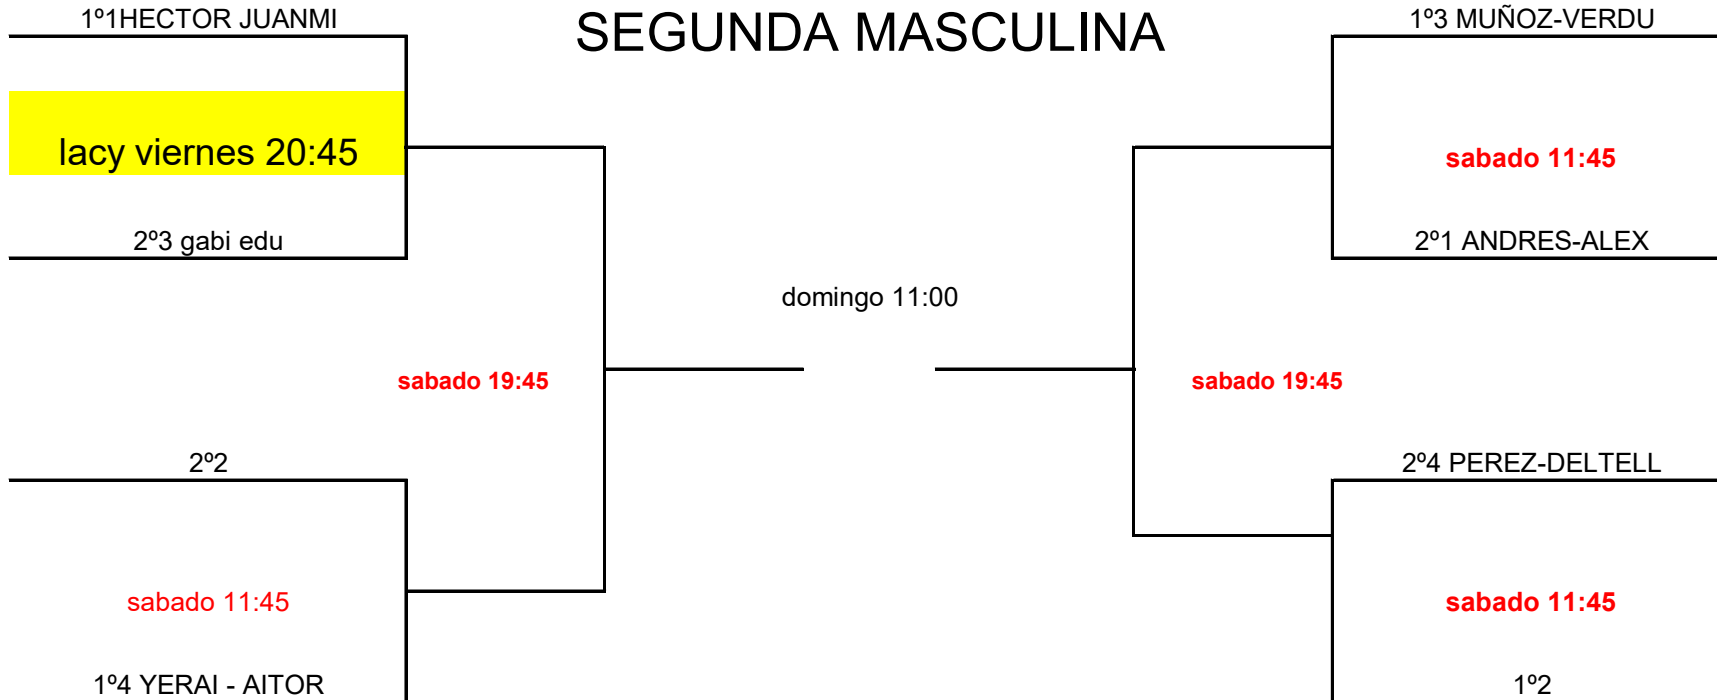 1º1HECTOR JUANMI
SEGUNDA MASCULINA
1º3 MUÑOZ-VERDU
lacy viernes 20:45
sabado 11:45
2º3 gabi edu
2º1 ANDRES-ALEX
domingo 11:00
sabado 19:45
sabado 19:45
2º2
2º4 PEREZ-DELTELL
sabado 11:45
sabado 11:45
1º4 YERAI - AITOR
1º2